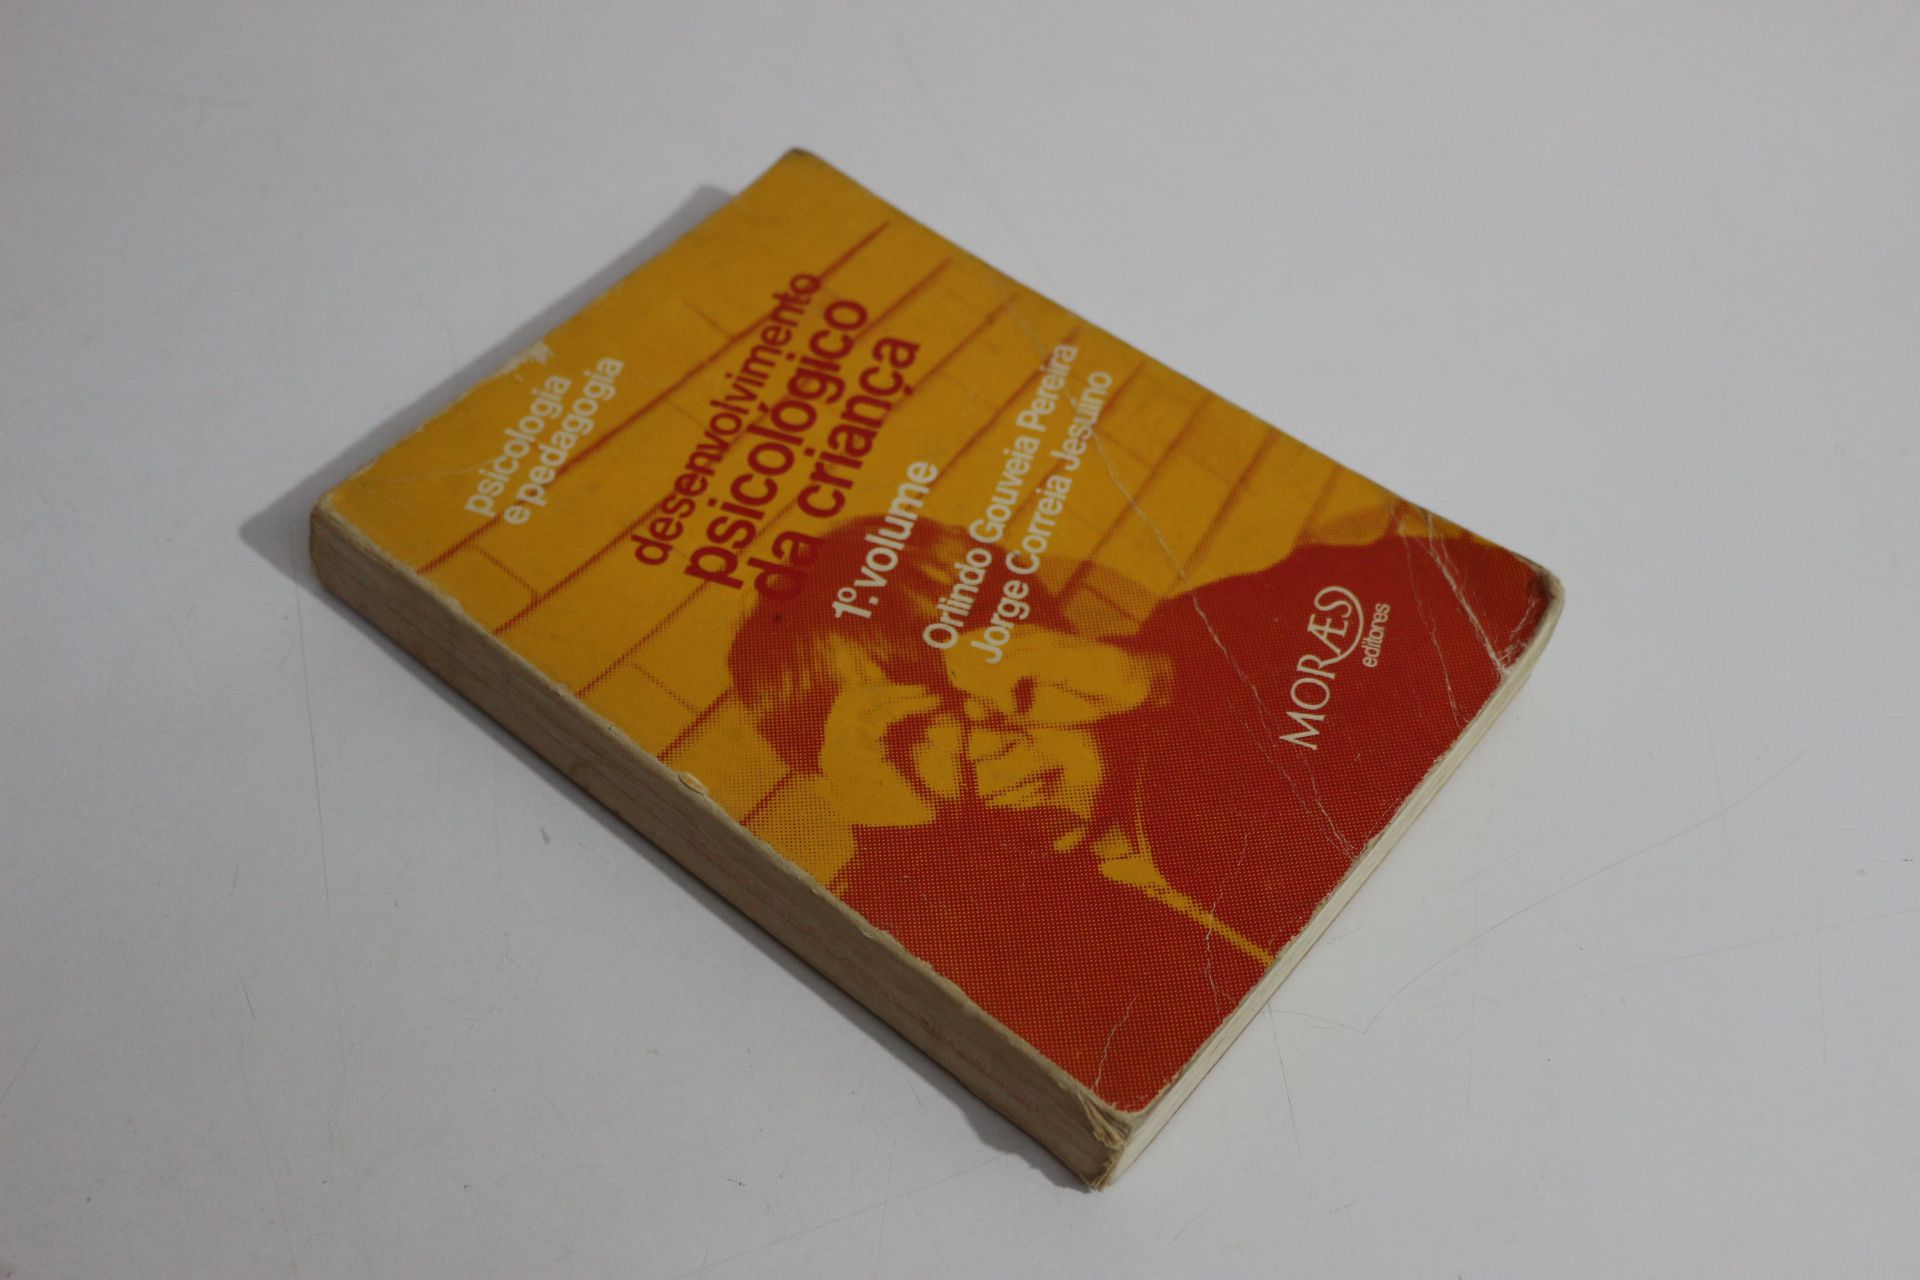 psicologia
e pedagogia
desenvolvimento
psicológico
da criança
1º. volume
Orlindo Gouveia Pereira
Jorge Correia Jesuíno
MORÆS
editores